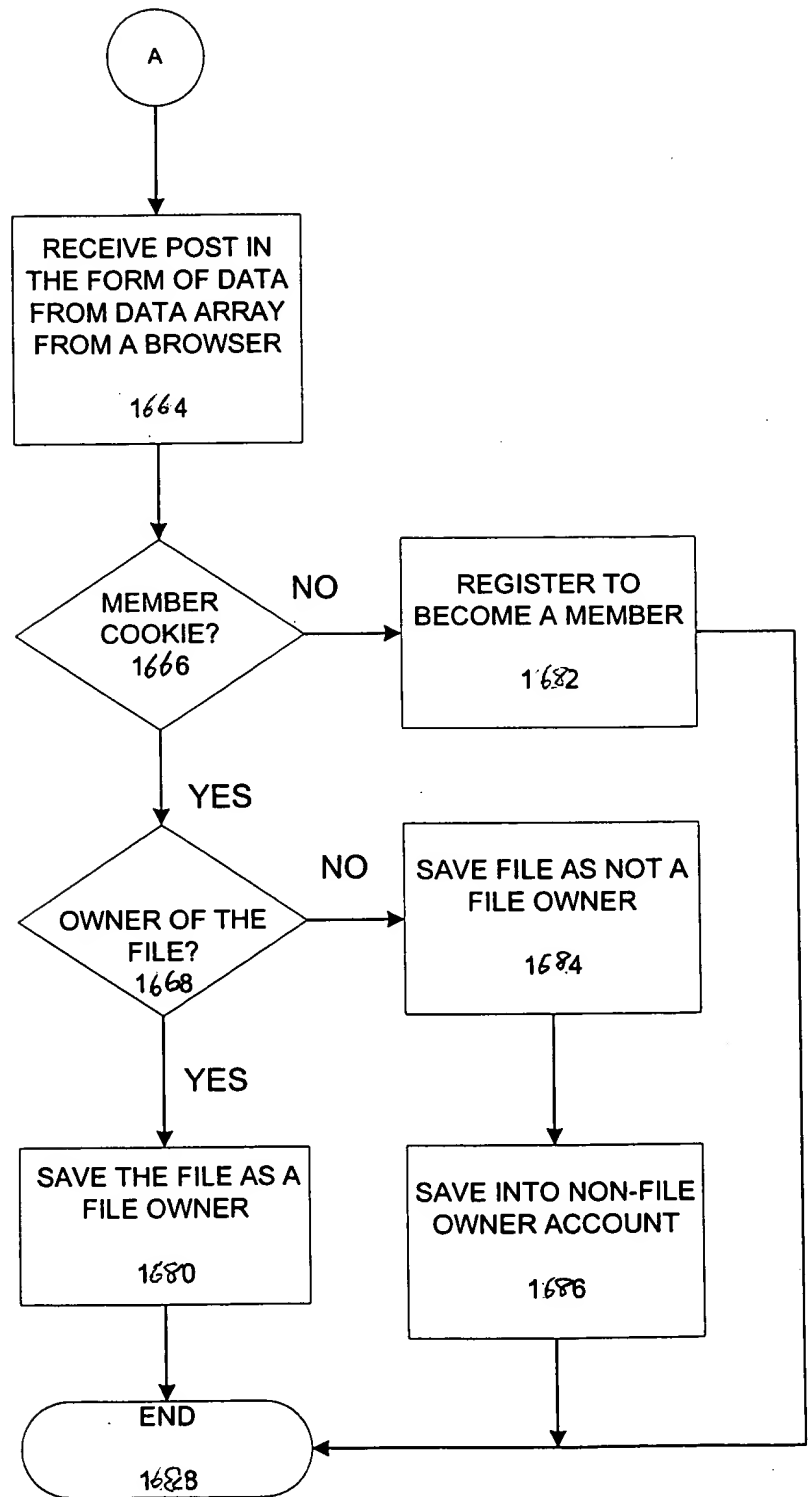 A
RECEIVE POST IN
THE FORM OF DATA
FROM DATA ARRAY
FROM A BROWSER
1664
MEMBER
COOKIE?
1666
NO
REGISTER TO
BECOME A MEMBER
1682
YES
OWNER OF THE
FILE?
1668
NO
SAVE FILE AS NOT A
FILE OWNER
1684
YES
SAVE THE FILE AS A
FILE OWNER
1680
SAVE INTO NON-FILE
OWNER ACCOUNT
1686
END